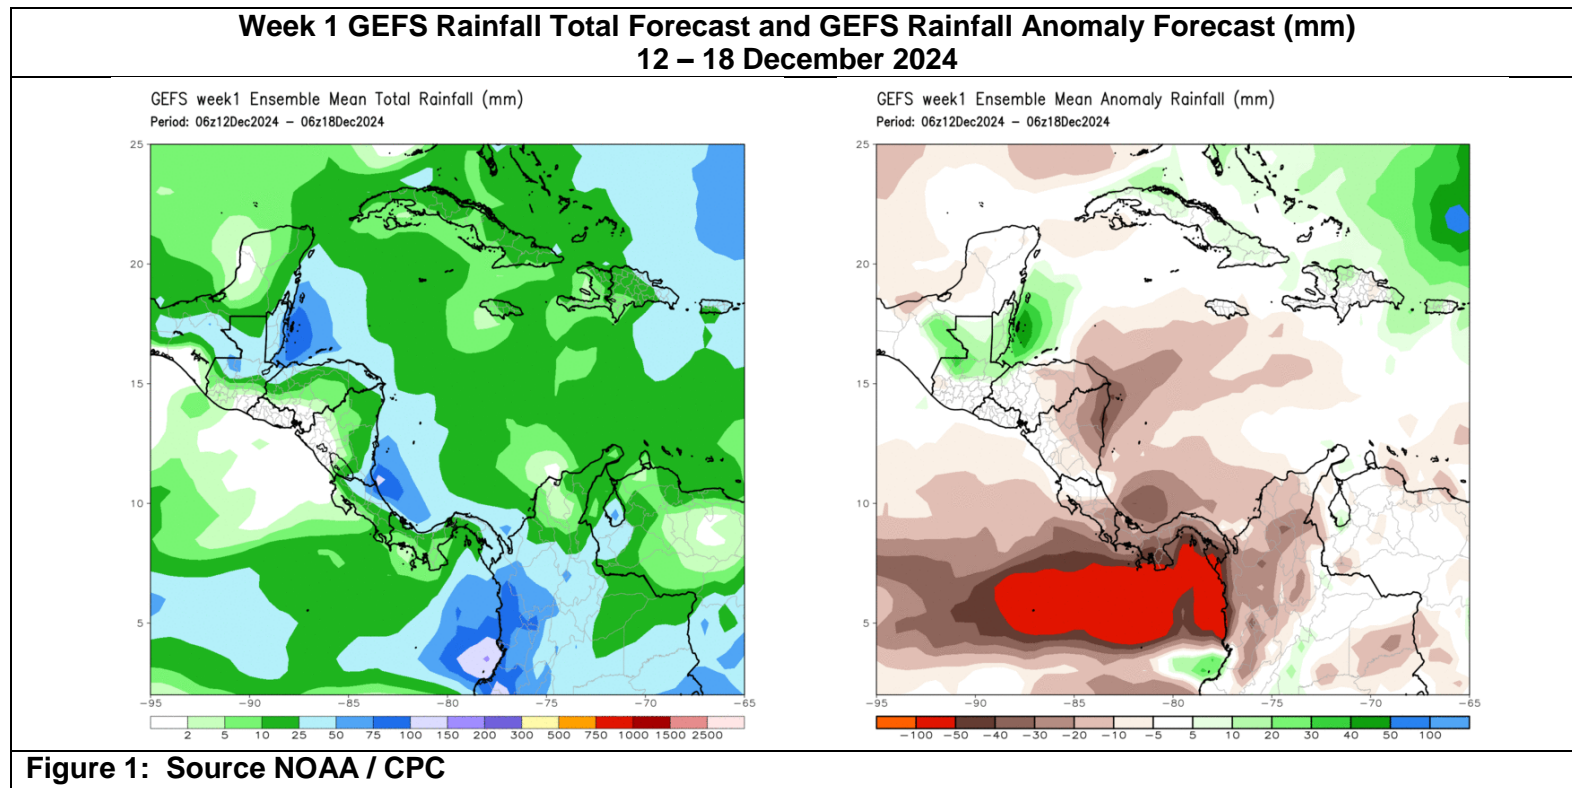 Week 1 GEFS Rainfall Total Forecast and GEFS Rainfall Anomaly Forecast (mm)
12 – 18 December 2024
GEFS week1 Ensemble Mean Total Rainfall (mm)
Period: 06z12Dec2024 – 06z18Dec2024
25
20
15
10
5
−95 −90 −85 −80 −75 −70 −65
2 5 10 25 50 75 100 150 200 300 500 750 1000 1500 2500
GEFS week1 Ensemble Mean Anomaly Rainfall (mm)
Period: 06z12Dec2024 – 06z18Dec2024
25
20
15
10
5
−95 −90 −85 −80 −75 −70 −65
−100 −50 −40 −30 −20 −10 −5 5 10 20 30 40 50 100
Figure 1: Source NOAA / CPC